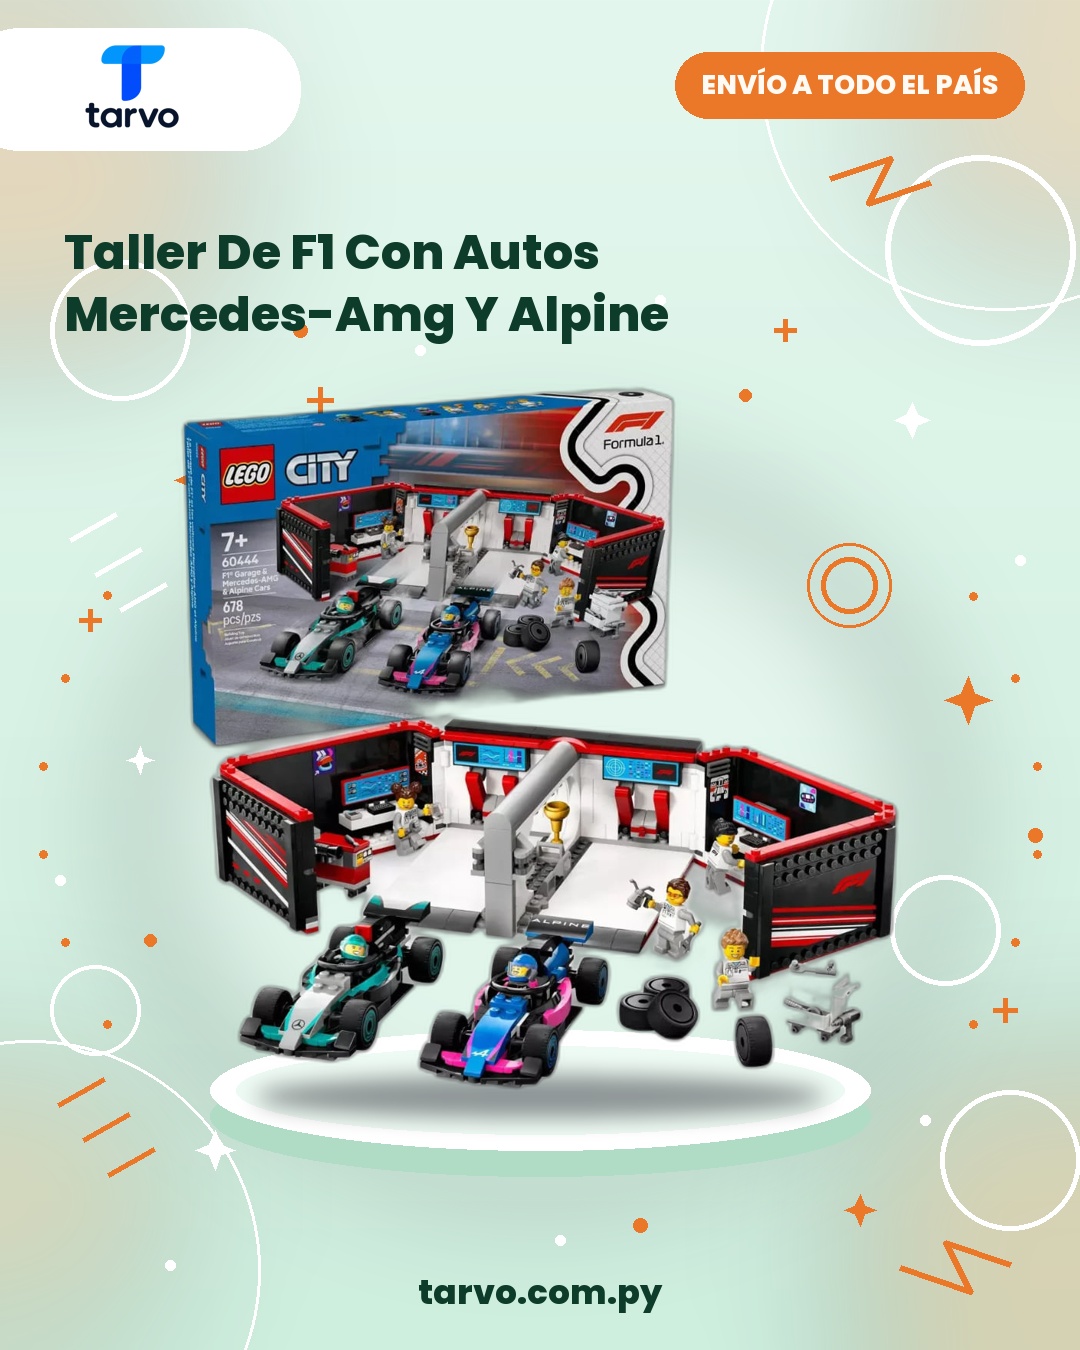 tarvo
ENVÍO A TODO EL PAÍS
Taller De F1 Con Autos
Mercedes-Amg Y Alpine
LEGO
CITY
Formula 1.
7+
60444
F1® Garage &
Mercedes-AMG
& Alpine Cars
678
pcs/pzs
ALPINE
tarvo.com.py